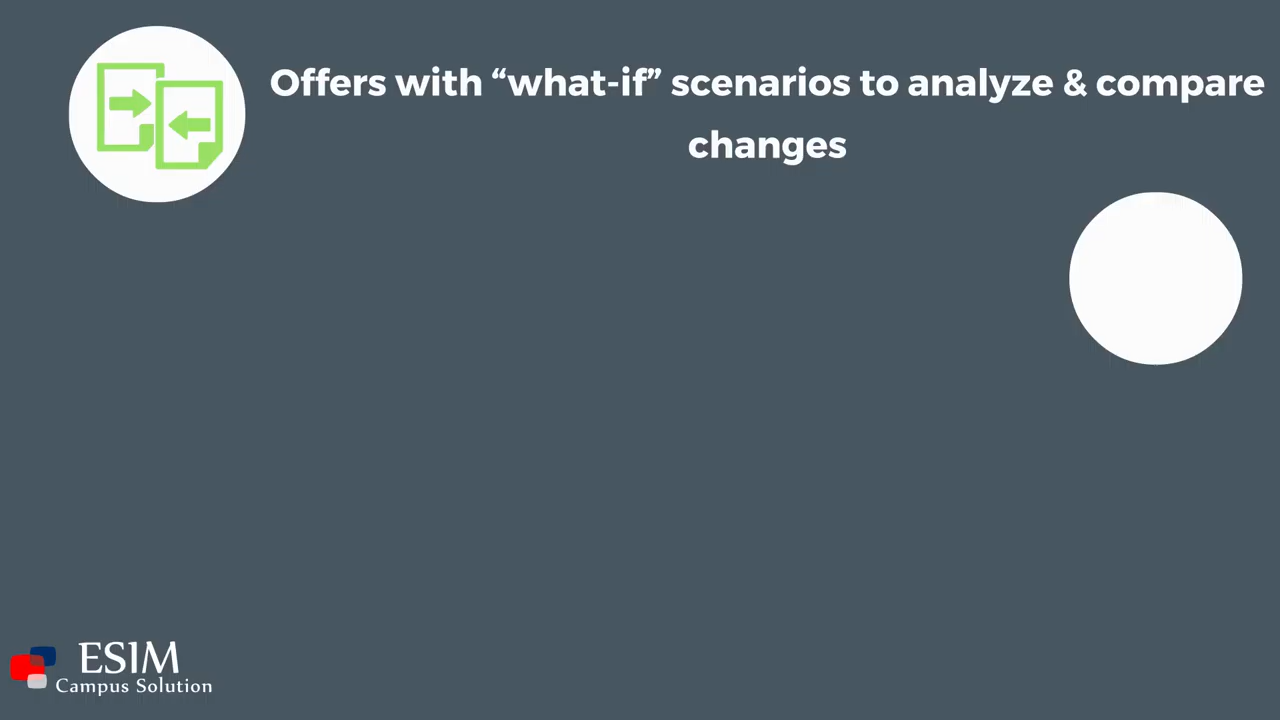 Offers with “what-if” scenarios to analyze & compare
changes
ESIM
Campus Solution